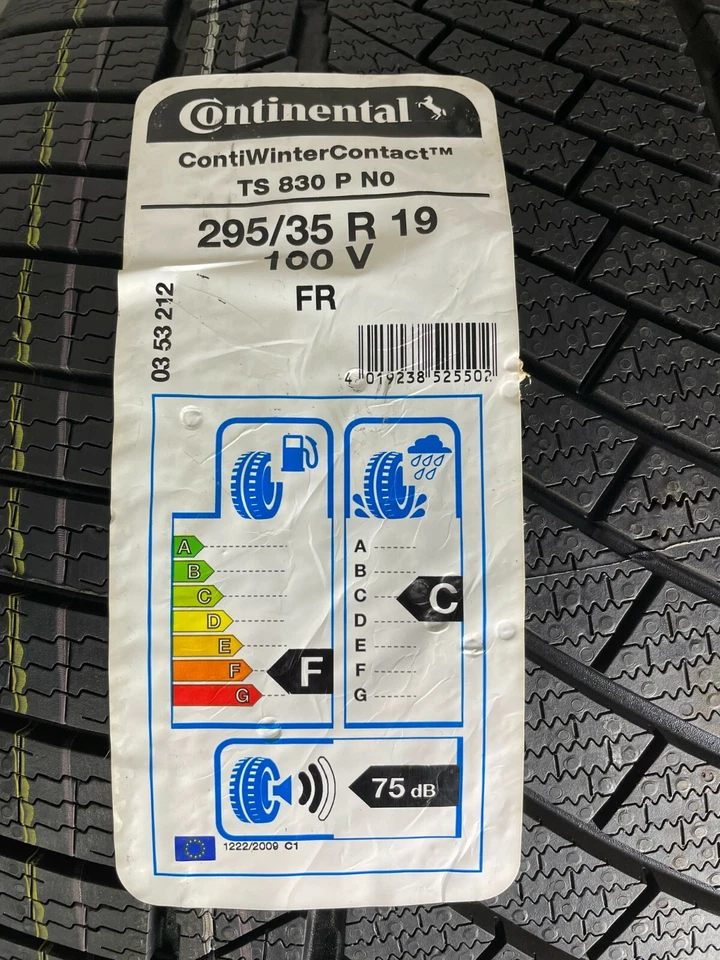 Continental
ContiWinterContact™
TS 830 P N0
295/35 R 19
100 V
FR
03 53 212
4 019238 525502
A
B
C
D
E
F
G
F
A
B
C
D
E
F
G
C
75 dB
1222/2009 C1